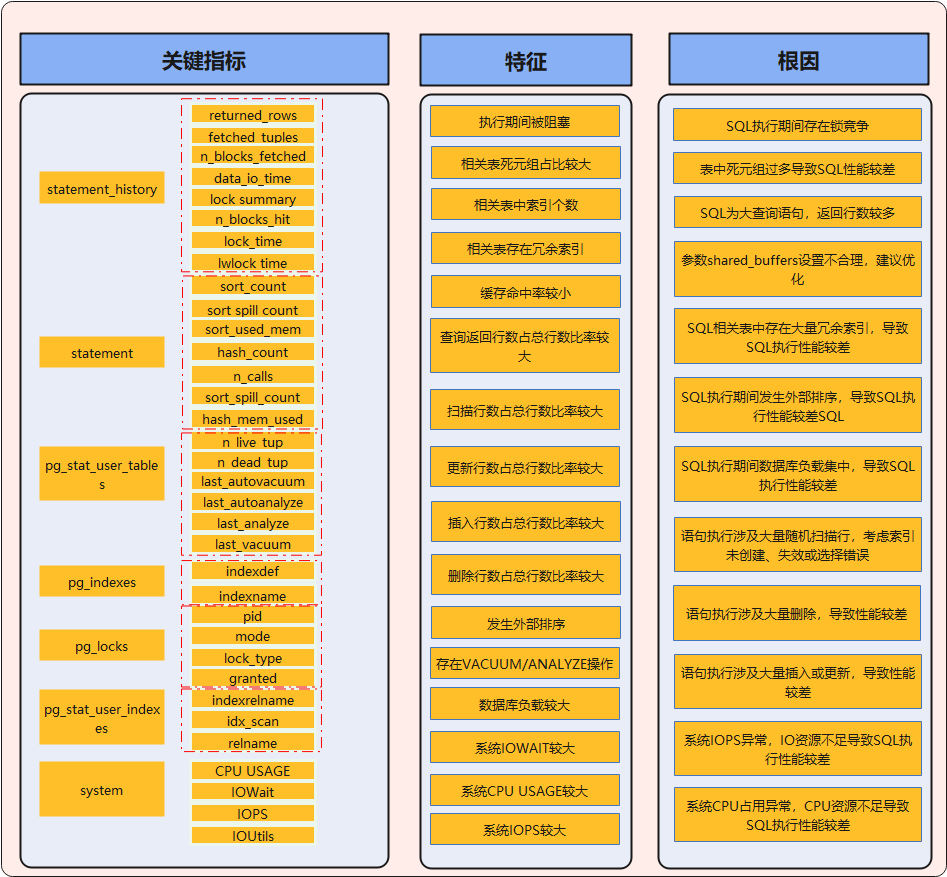 关键指标
statement_history
returned_rows
fetched_tuples
n_blocks_fetched
data_io_time
lock summary
n_blocks_hit
lock_time
lwlock time
statement
sort_count
sort spill count
sort_used_mem
hash_count
n_calls
sort_spill_count
hash_mem_used
pg_stat_user_table
s
n_live_tup
n_dead_tup
last_autovacuum
last_autoanalyze
last_analyze
last_vacuum
pg_indexes
indexdef
indexname
pg_locks
pid
mode
lock_type
granted
pg_stat_user_index
es
indexrelname
idx_scan
relname
system
CPU USAGE
IOWait
IOPS
IOUtils
特征
执行期间被阻塞
相关表死元组占比较大
相关表中索引个数
相关表存在冗余索引
缓存命中率较小
查询返回行数占总行数比率较
大
扫描行数占总行数比率较大
更新行数占总行数比率较大
插入行数占总行数比率较大
删除行数占总行数比率较大
发生外部排序
存在VACUUM/ANALYZE操作
数据库负载较大
系统IOWAIT较大
系统CPU USAGE较大
系统IOPS较大
根因
SQL执行期间存在锁竞争
表中死元组过多导致SQL性能较差
SQL为大查询语句，返回行数较多
参数shared_buffers设置不合理，建议优
化
SQL相关表中存在大量冗余索引，导致
SQL执行性能较差
SQL执行期间发生外部排序，导致SQL执
行性能较差SQL
SQL执行期间数据库负载集中，导致SQL
执行性能较差
语句执行涉及大量随机扫描行，考虑索引
未创建、失效或选择错误
语句执行涉及大量删除，导致性能较差
语句执行涉及大量插入或更新，导致性能
较差
系统IOPS异常，IO资源不足导致SQL执
行性能较差
系统CPU占用异常，CPU资源不足导致
SQL执行性能较差